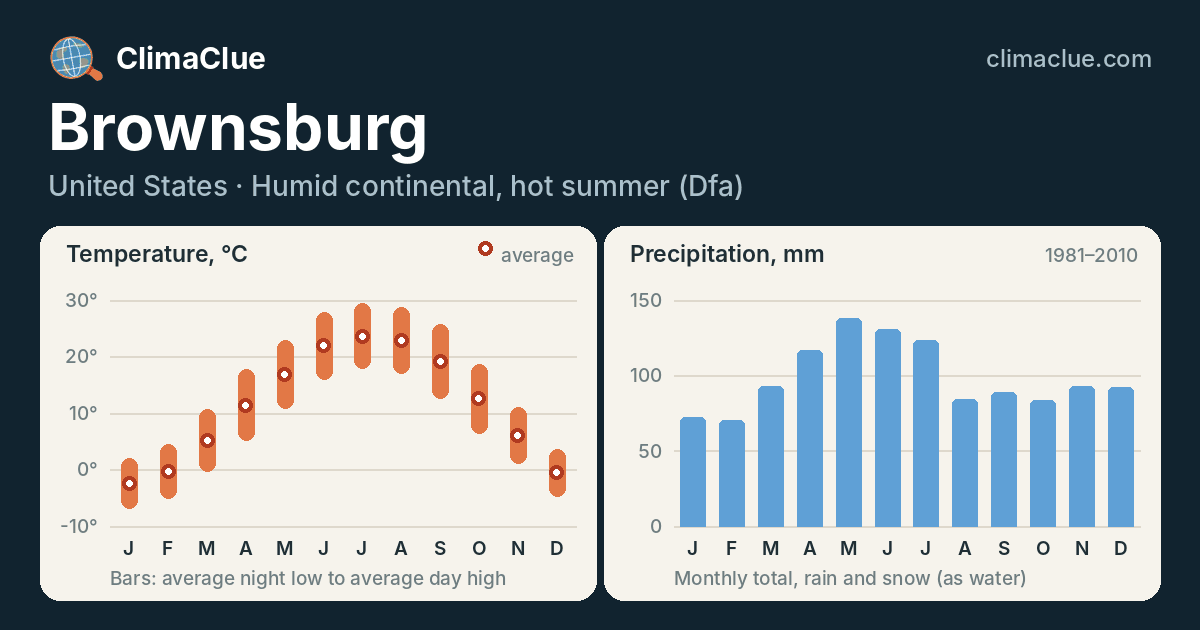 ClimaClue
climaclue.com
Brownsburg
United States · Humid continental, hot summer (Dfa)
Temperature, °C
average
30°
20°
10°
0°
-10°
J F M A M J J A S O N D
Bars: average night low to average day high
Precipitation, mm
1981–2010
150
100
50
0
J F M A M J J A S O N D
Monthly total, rain and snow (as water)